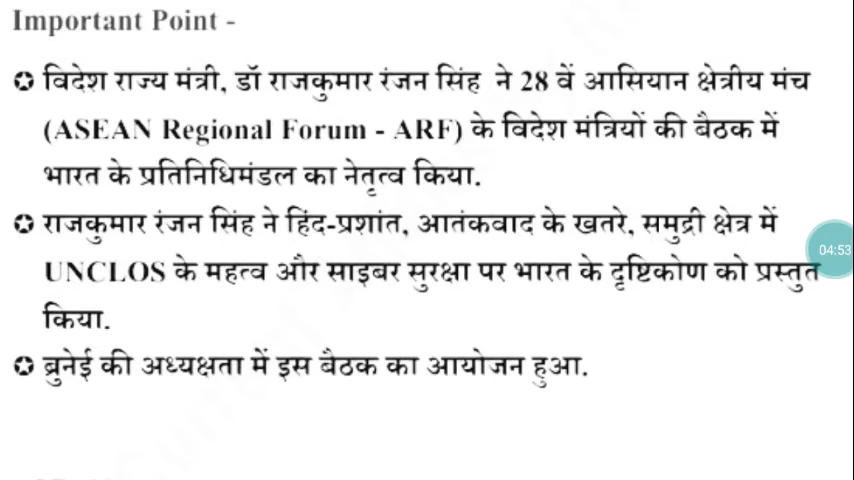 Important Point -
✪ विदेश राज्य मंत्री, डॉ राजकुमार रंजन सिंह ने 28 वें आसियान क्षेत्रीय मंच
(ASEAN Regional Forum - ARF) के विदेश मंत्रियों की बैठक में
भारत के प्रतिनिधिमंडल का नेतृत्व किया.
✪ राजकुमार रंजन सिंह ने हिंद-प्रशांत, आतंकवाद के खतरे, समुद्री क्षेत्र में
UNCLOS के महत्व और साइबर सुरक्षा पर भारत के दृष्टिकोण को प्रस्तुत
किया.
✪ ब्रुनेई की अध्यक्षता में इस बैठक का आयोजन हुआ.
04:53